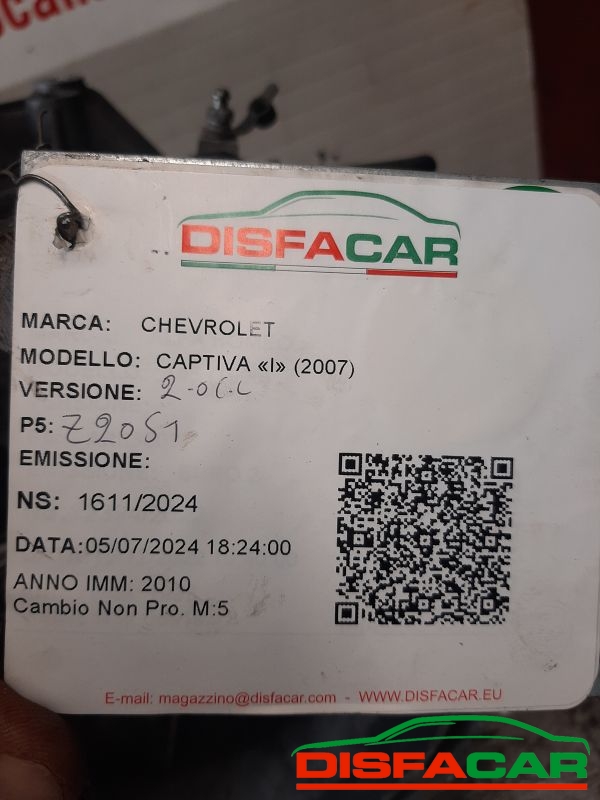 DISFACAR
MARCA: CHEVROLET
MODELLO: CAPTIVA «I» (2007)
VERSIONE: 2.0
P5: Z20S1
EMISSIONE:
NS: 1611/2024
DATA:05/07/2024 18:24:00
ANNO IMM: 2010
Cambio Non Pro. M:5
E-mail: magazzino@disfacar.com - WWW.DISFACAR.EU
DISFACAR